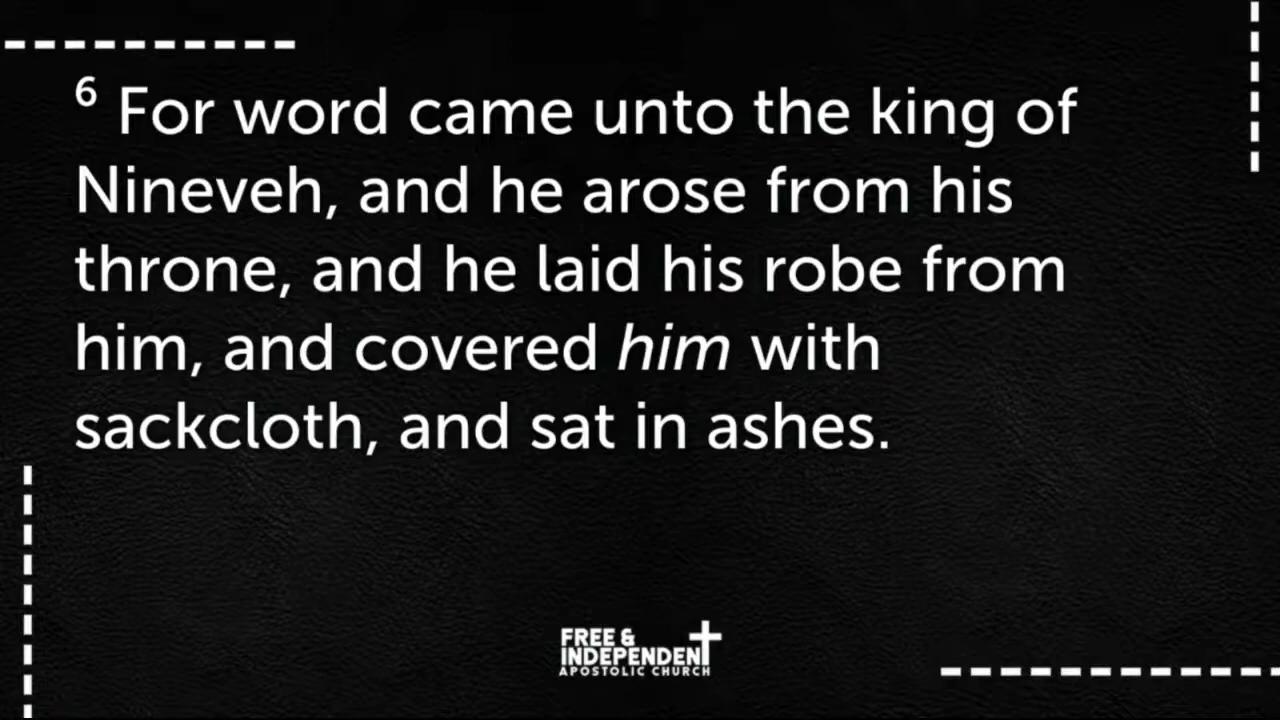 6 For word came unto the king of
Nineveh, and he arose from his
throne, and he laid his robe from
him, and covered him with
sackcloth, and sat in ashes.
FREE &
INDEPENDENT
APOSTOLIC CHURCH